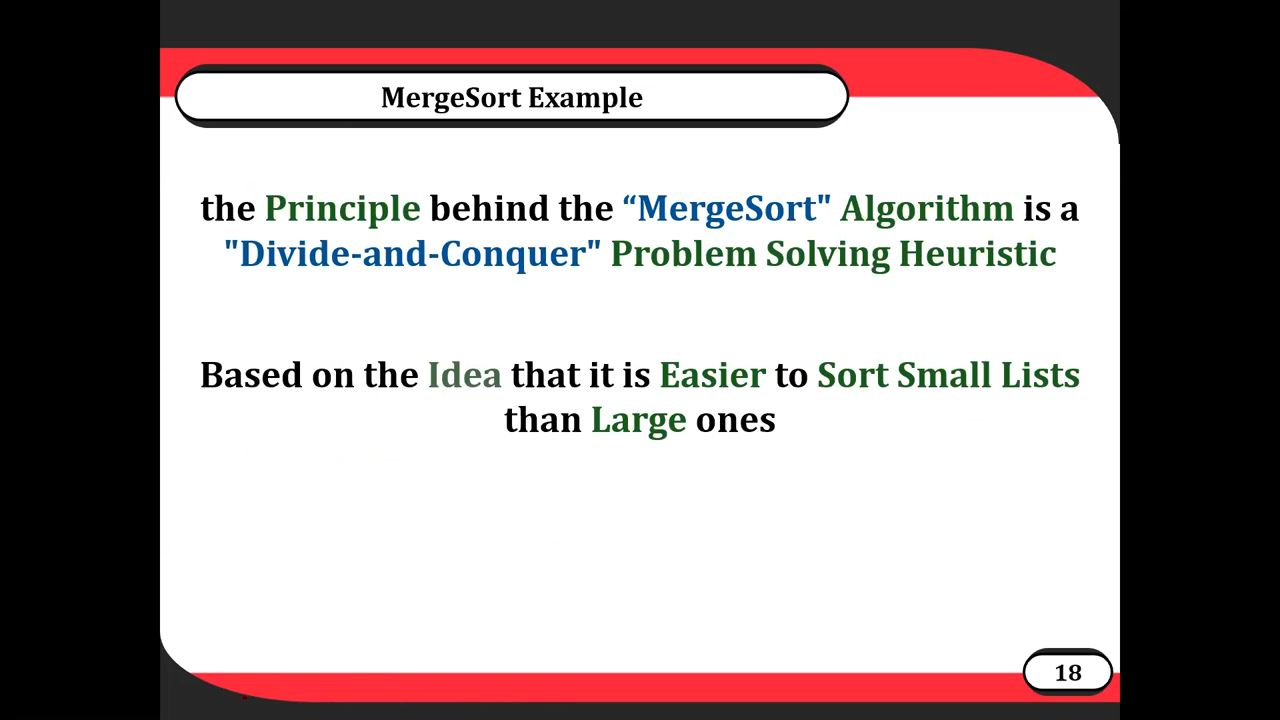 MergeSort Example
the Principle behind the “MergeSort" Algorithm is a
"Divide-and-Conquer" Problem Solving Heuristic
Based on the Idea that it is Easier to Sort Small Lists
than Large ones
18